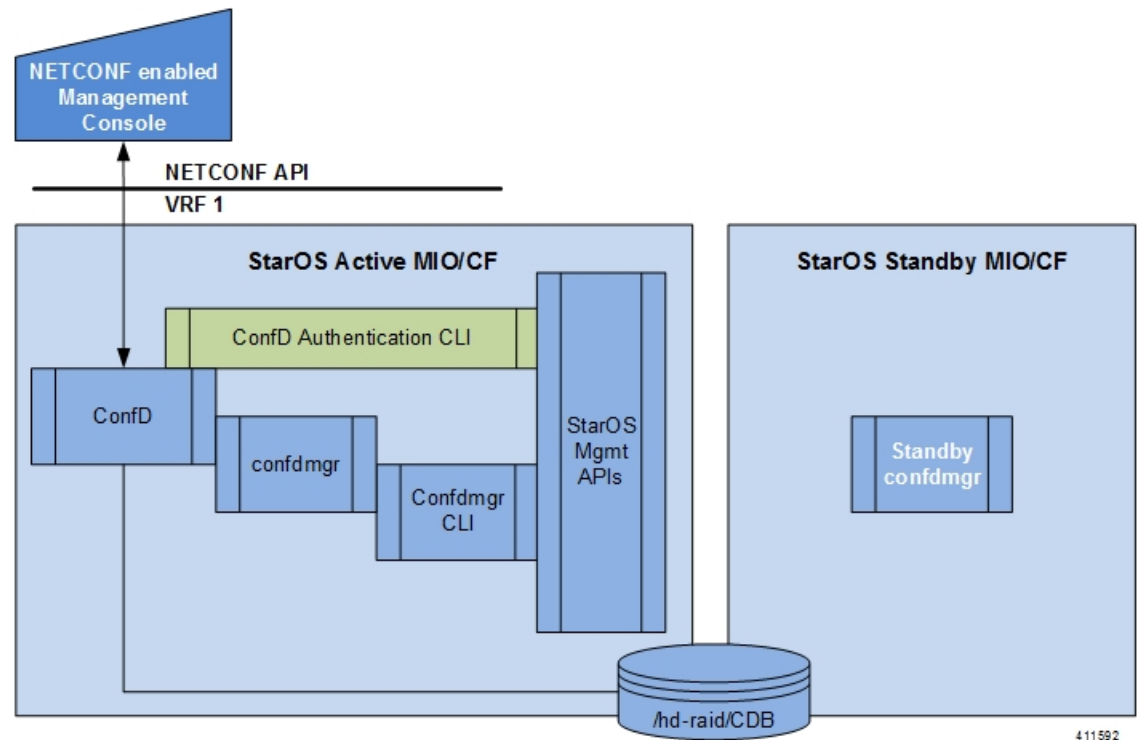 NETCONF enabled
Management
Console
NETCONF API
VRF 1
StarOS Active MIO/CF
StarOS Standby MIO/CF
ConfD Authentication CLI
ConfD
confdmgr
Confdmgr
CLI
StarOS
Mgmt
APIs
Standby
confdmgr
/hd-raid/CDB
411592